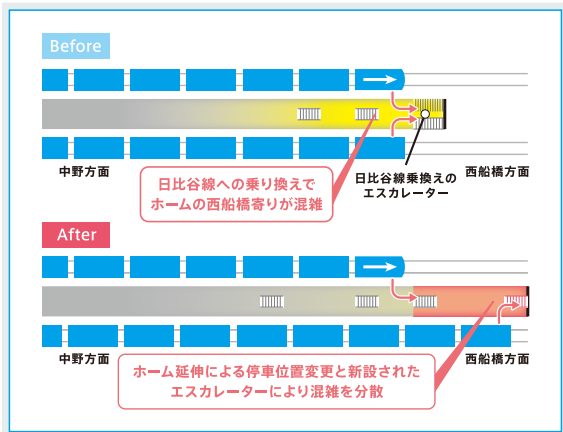 Before
中野方面
西船橋方面
日比谷線への乗り換えで
ホームの西船橋寄りが混雑
日比谷線乗換えの
エスカレーター
After
中野方面
西船橋方面
ホーム延伸による停車位置変更と新設された
エスカレーターにより混雑を分散